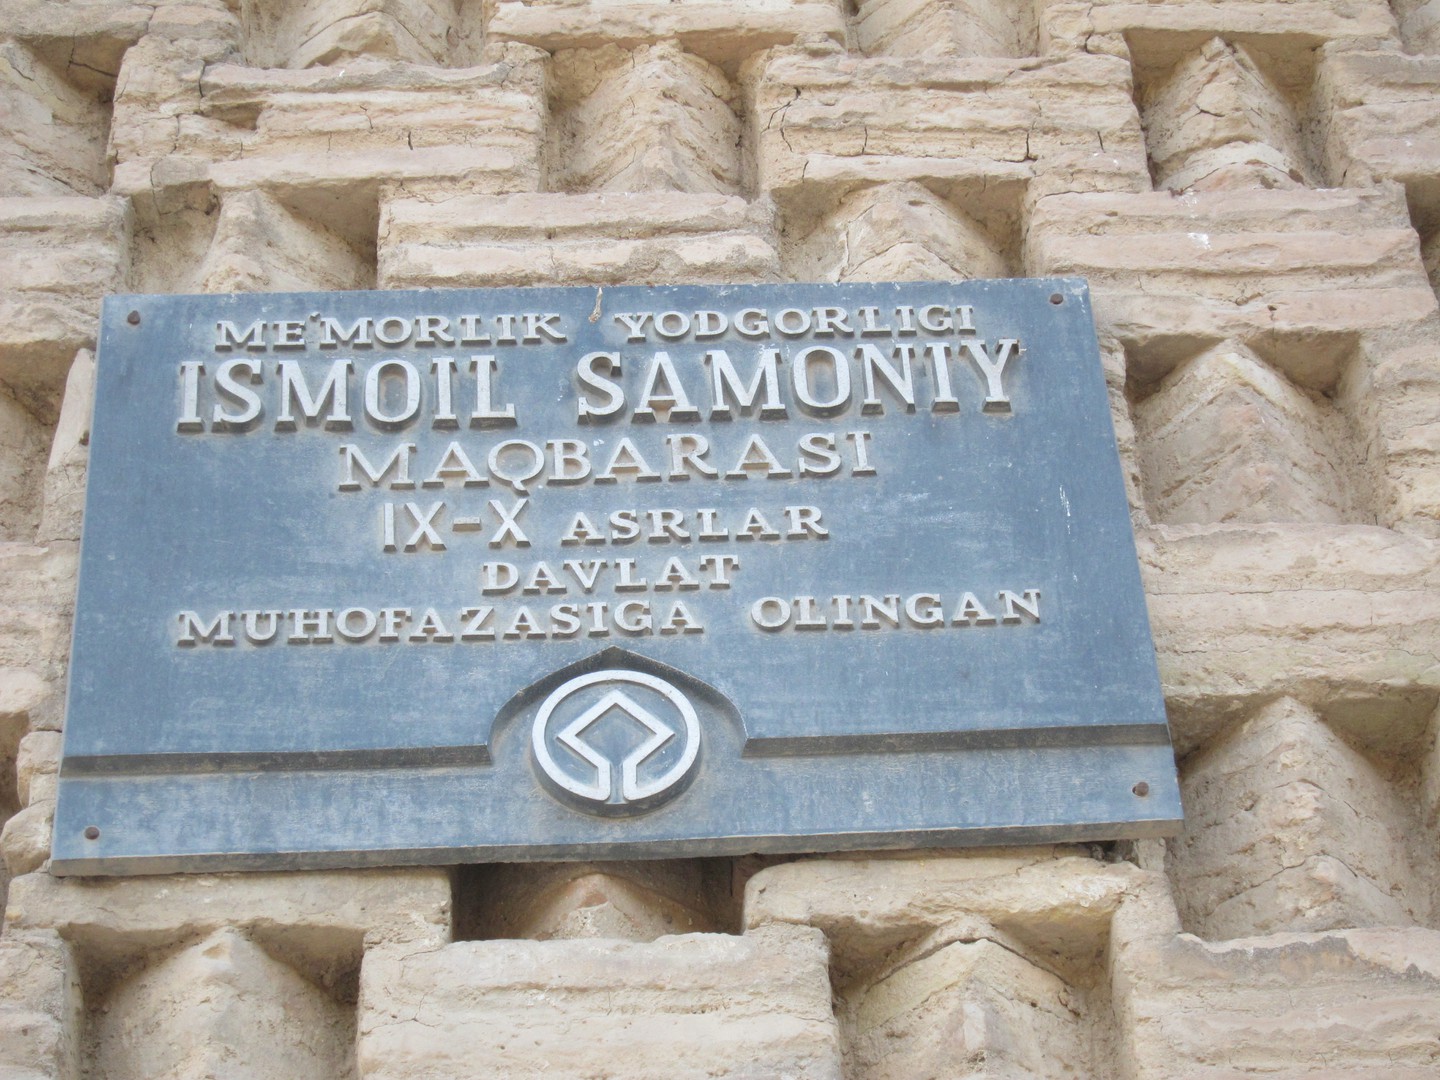 ME'MORLIK YODGORLIGI
ISMOIL SAMONIY
MAQBARASI
IX-X ASRLAR
DAVLAT
MUHOFAZASIGA OLINGAN